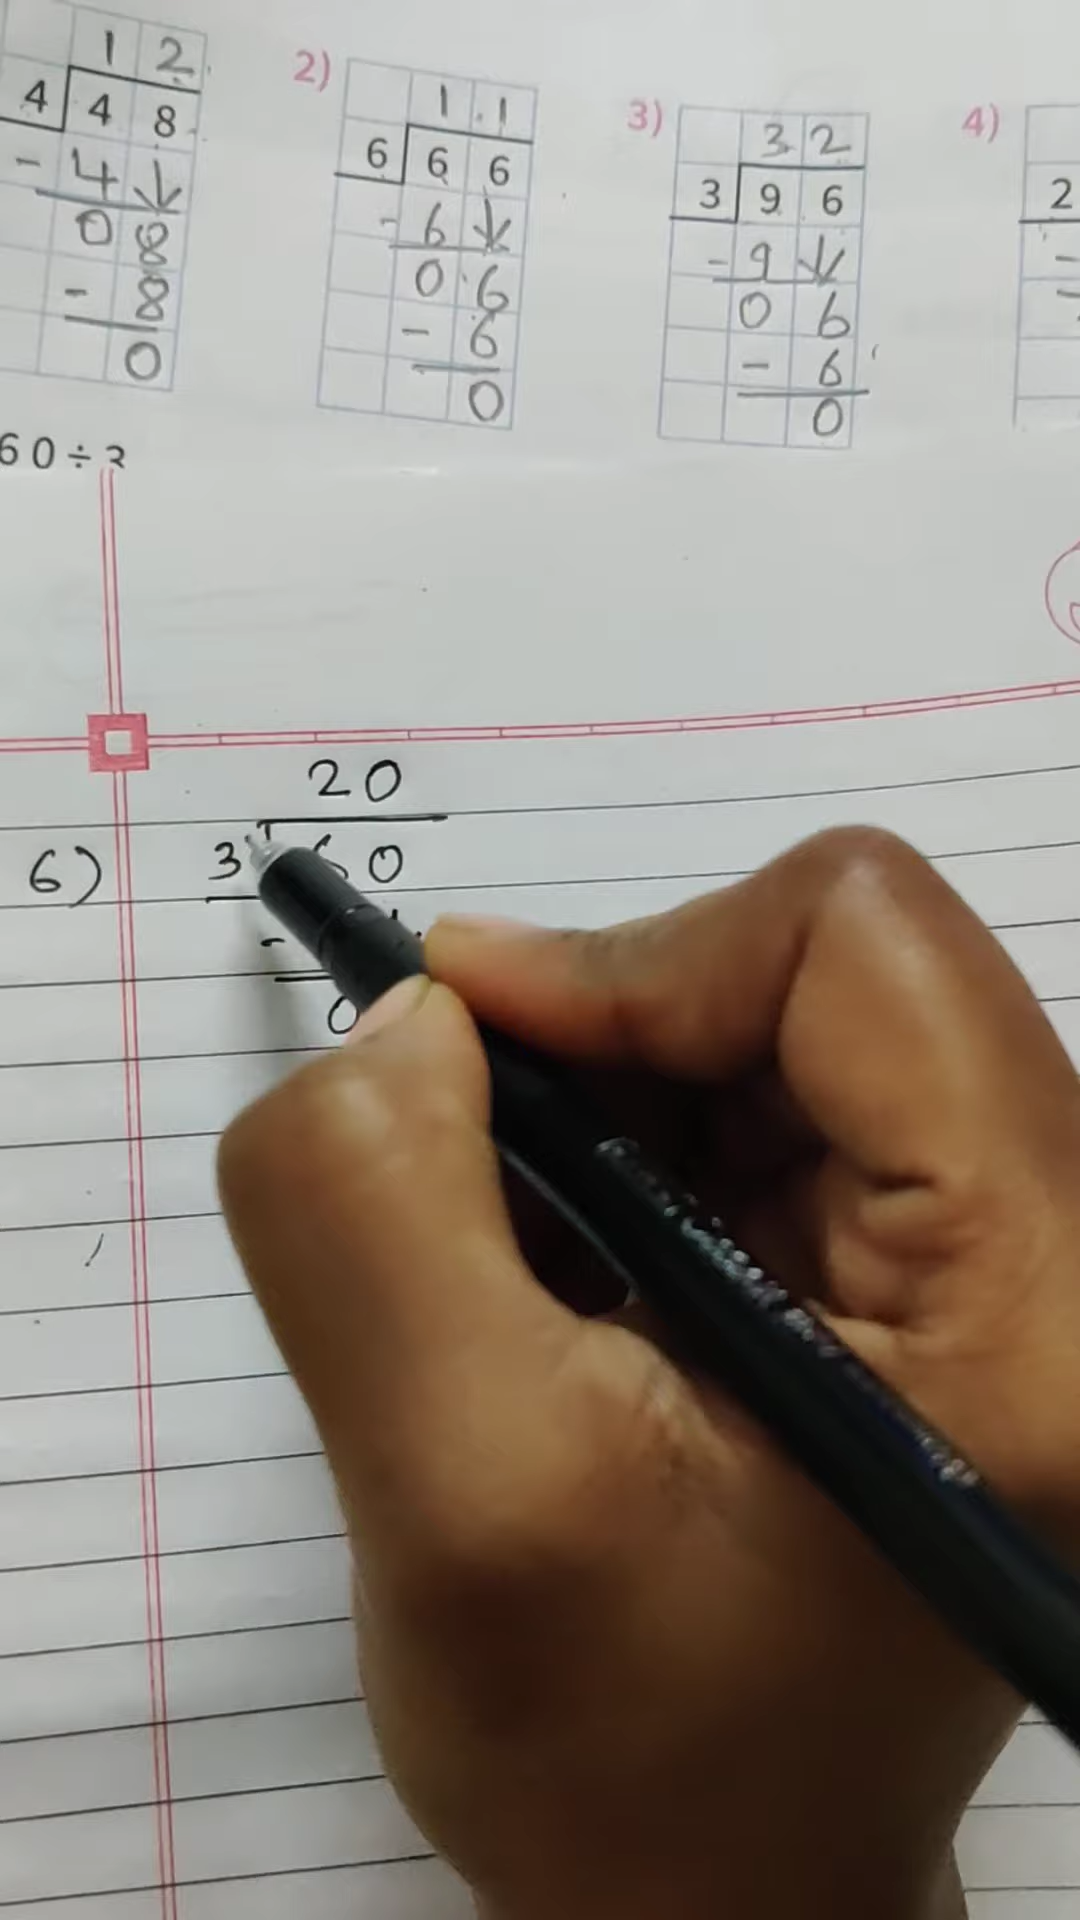 1 2
4 4 8
- 4 ↓
0 8
- 8
0
2)
1 1
6 6 6
- 6 ↓
0 6
- 6
0
3)
3 2
3 9 6
- 9 ↓
0 6
- 6
0
4)
2
-
60 ÷ 3
20
6) 3 60
-
0